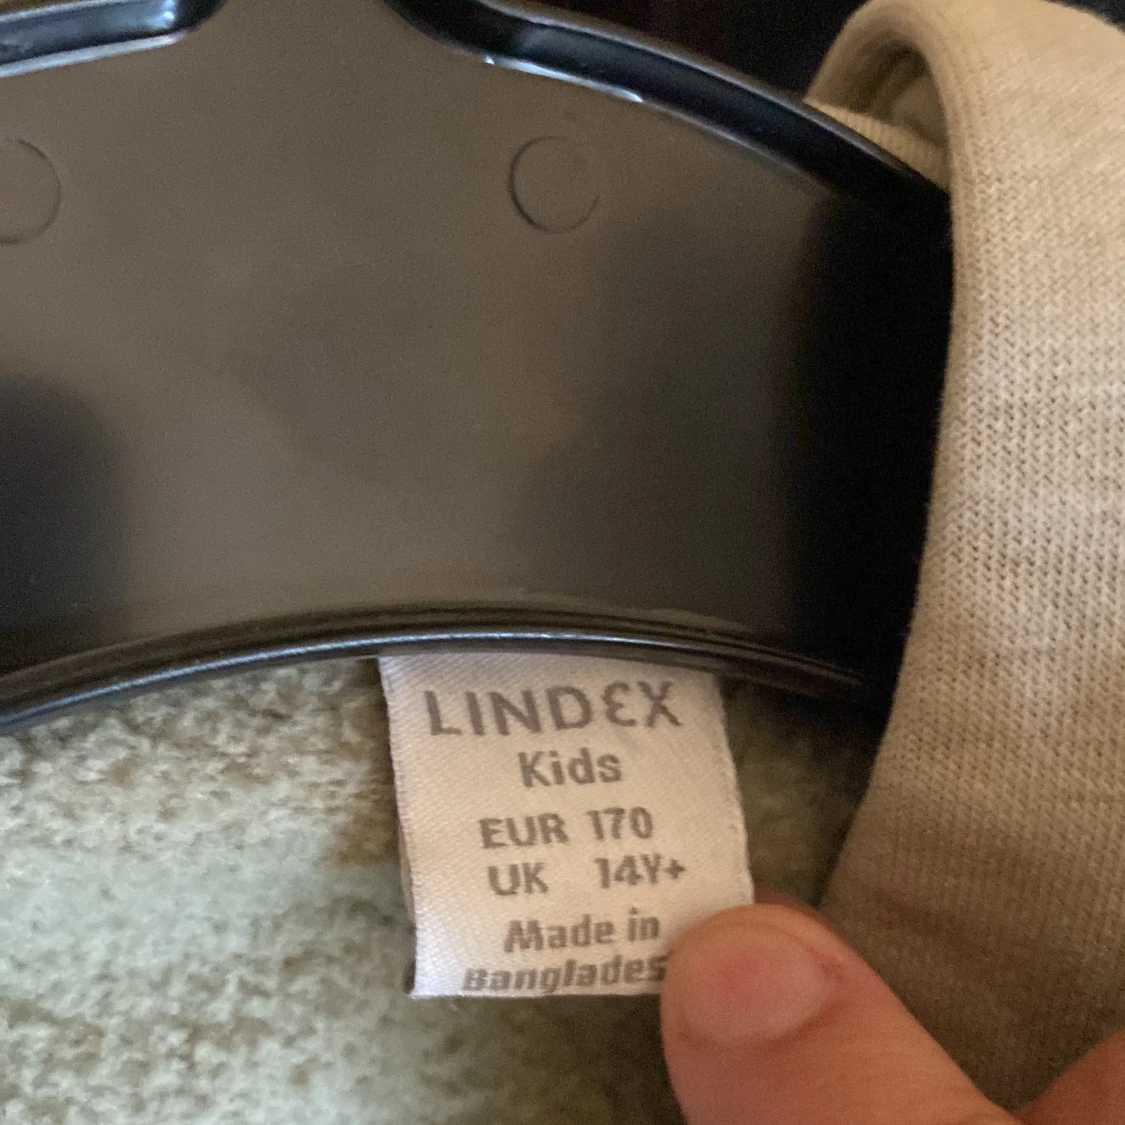 LINDEX
Kids
EUR 170
UK 14Y+
Made in
Banglades